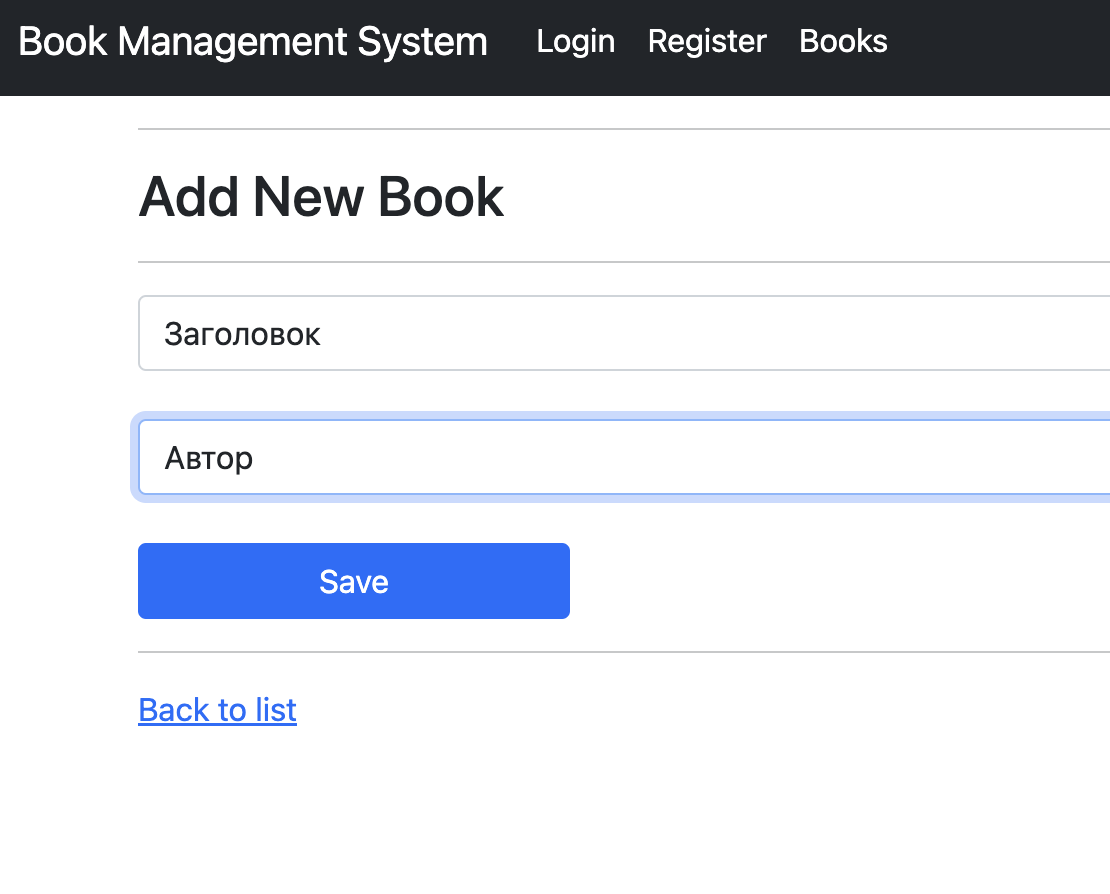 Book Management System Login Register Books
Add New Book
Заголовок
Автор
Save
Back to list